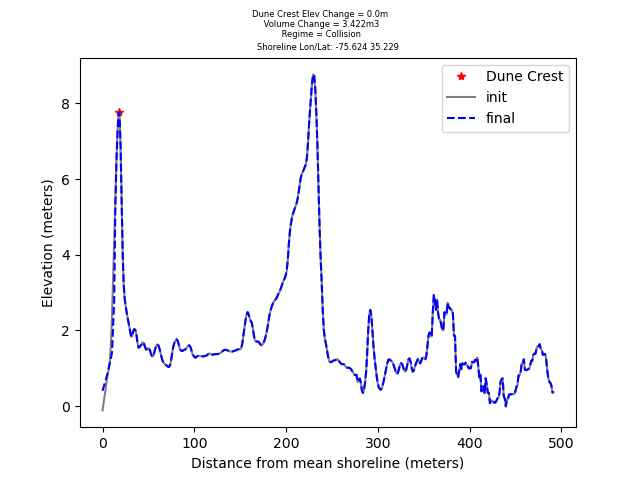 Dune Crest Elev Change = 0.0m
Volume Change = 3.422m3
Regime = Collision
Shoreline Lon/Lat: -75.624 35.229
Dune Crest
init
final
Elevation (meters)
8
6
4
2
0
0 100 200 300 400 500
Distance from mean shoreline (meters)